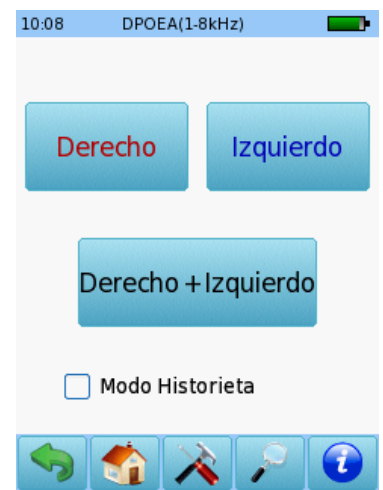 10:08 DPOEA(1-8kHz)
Derecho Izquierdo
Derecho + Izquierdo
Modo Historieta